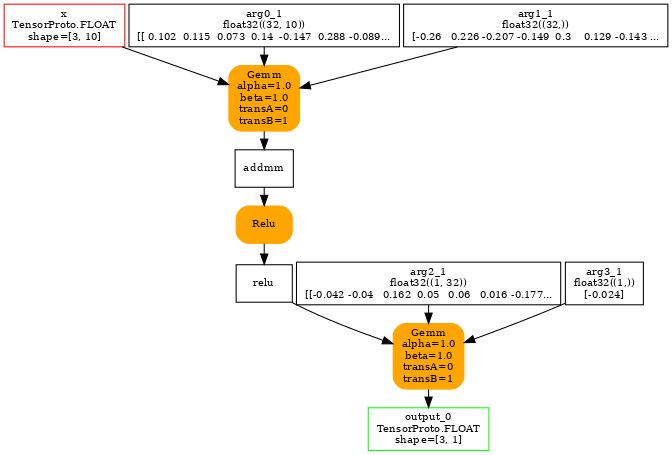 x
TensorProto.FLOAT
shape=[3, 10]
arg0_1
float32((32, 10))
[[ 0.102  0.115  0.073  0.14  -0.147  0.288 -0.089...
arg1_1
float32((32,))
[-0.26   0.226 -0.207 -0.149  0.3    0.129 -0.143 ...
Gemm
alpha=1.0
beta=1.0
transA=0
transB=1
addmm
Relu
relu
arg2_1
float32((1, 32))
[[-0.042 -0.04   0.162  0.05   0.06   0.016 -0.177...
arg3_1
float32((1,))
[-0.024]
Gemm
alpha=1.0
beta=1.0
transA=0
transB=1
output_0
TensorProto.FLOAT
shape=[3, 1]